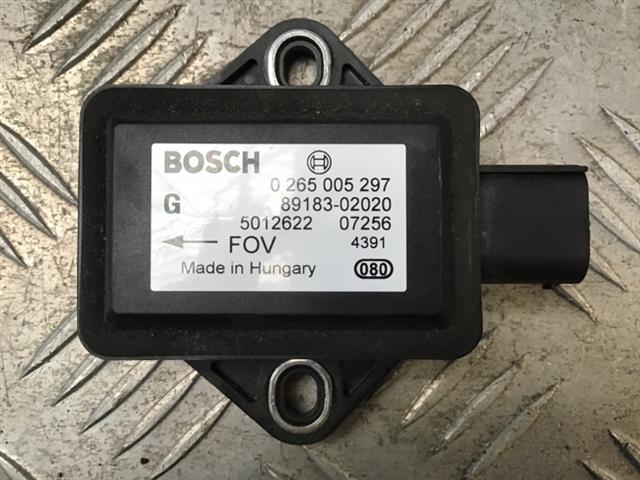 BOSCH
0 265 005 297
G 89183-02020
5012622 07256
FOV 4391
Made in Hungary 080